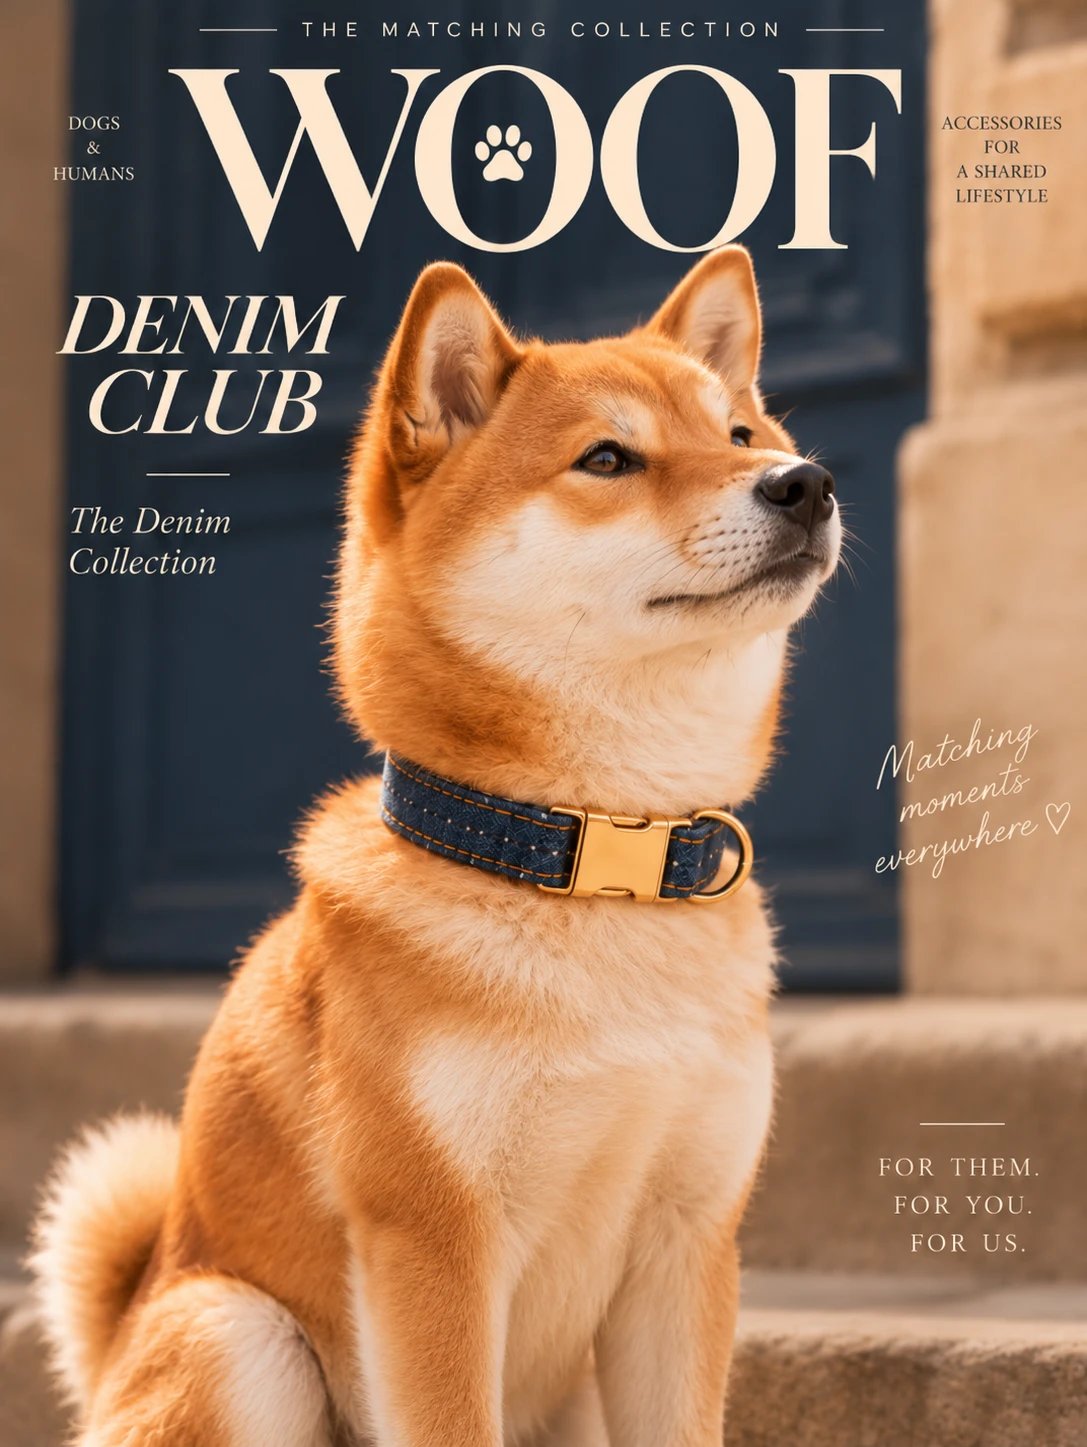 THE MATCHING COLLECTION
WOOF
DOGS
&
HUMANS
ACCESSORIES
FOR
A SHARED
LIFESTYLE
DENIM
CLUB
The Denim
Collection
Matching
moments
everywhere ♡
FOR THEM.
FOR YOU.
FOR US.